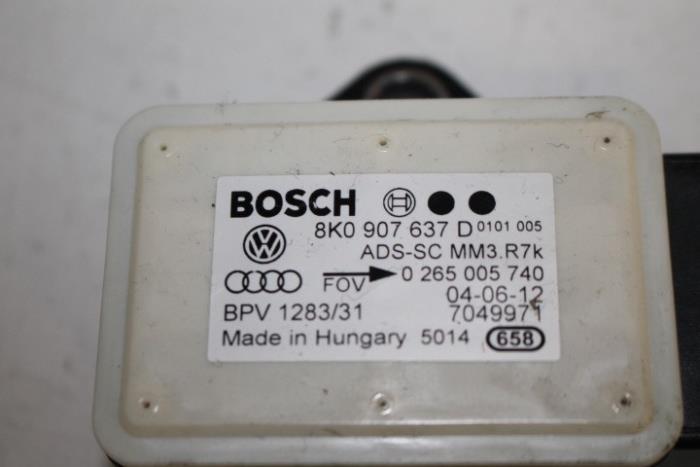 BOSCH
8K0 907 637 D 0101 005
ADS-SC MM3.R7k
FOV 0 265 005 740
04-06-12
BPV 1283/31 7049971
Made in Hungary 5014 658